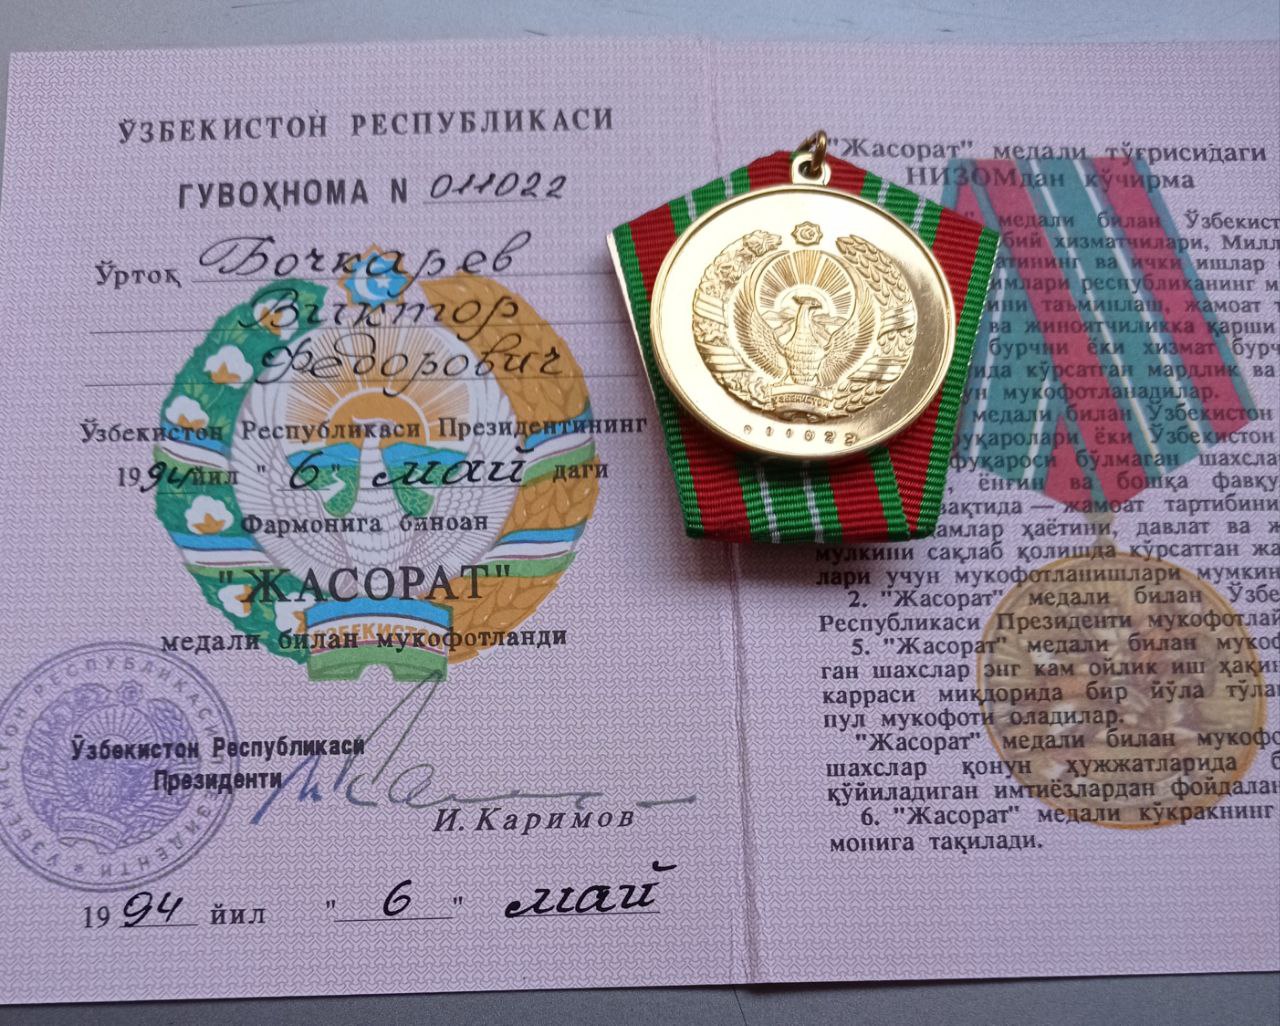 ЎЗБЕКИСТОН РЕСПУБЛИКАСИ
ГУВОҲНОМА N 011022
Ўртоқ Бочкарев
Виктор
Федорович
Ўзбекистон Республикаси Президентининг
1994 йил "6" май даги
Фармонига биноан
"ЖАСОРАТ"
медали билан мукофотланди
Ўзбекистон Республикаси
Президенти
И. Каримов
1994 йил "6" май
ЎЗБЕКИСТОН
011022
"Жасорат" медали тўғрисидаги
НИЗОМдан кўчирма
медали билан Ўзбекист
хизматчилари, Милл
ва ички ишлар
республиканинг
таъминлаш, жамоат
ва жиноятчиликка қарши
бурчни ёки хизмат бурч
кўрсатган мардлик ва
мукофотланадилар.
медали билан Ўзбекистон
ёки Ўзбекистон
бўлмаган шахсла
ёнғин ва бошқа фавқу
— жамоат тартибини
ҳаётини, давлат ва ж
мулкини сақлаб қолишда кўрсатган жа
лари учун мукофотланишлари мумкин
2. "Жасорат" медали билан Ўзбе
Республикаси Президенти мукофотлай
5. "Жасорат" медали билан муко
ган шахслар энг кам ойлик иш ҳақи
карраси миқдорида бир йўла тўла
пул мукофоти оладилар.
"Жасорат" медали билан мукоф
шахслар қонун ҳужжатларида б
қўйиладиган имтиёзлардан фойдалан
6. "Жасорат" медали кўкракнинг
монига тақилади.